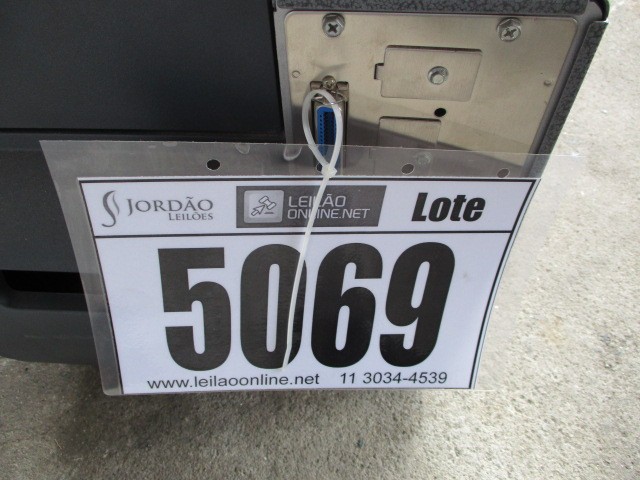 JORDÃO
LEILÕES
LEILÃO
ONLINE.NET
Lote
5069
www.leilaoonline.net 11 3034-4539